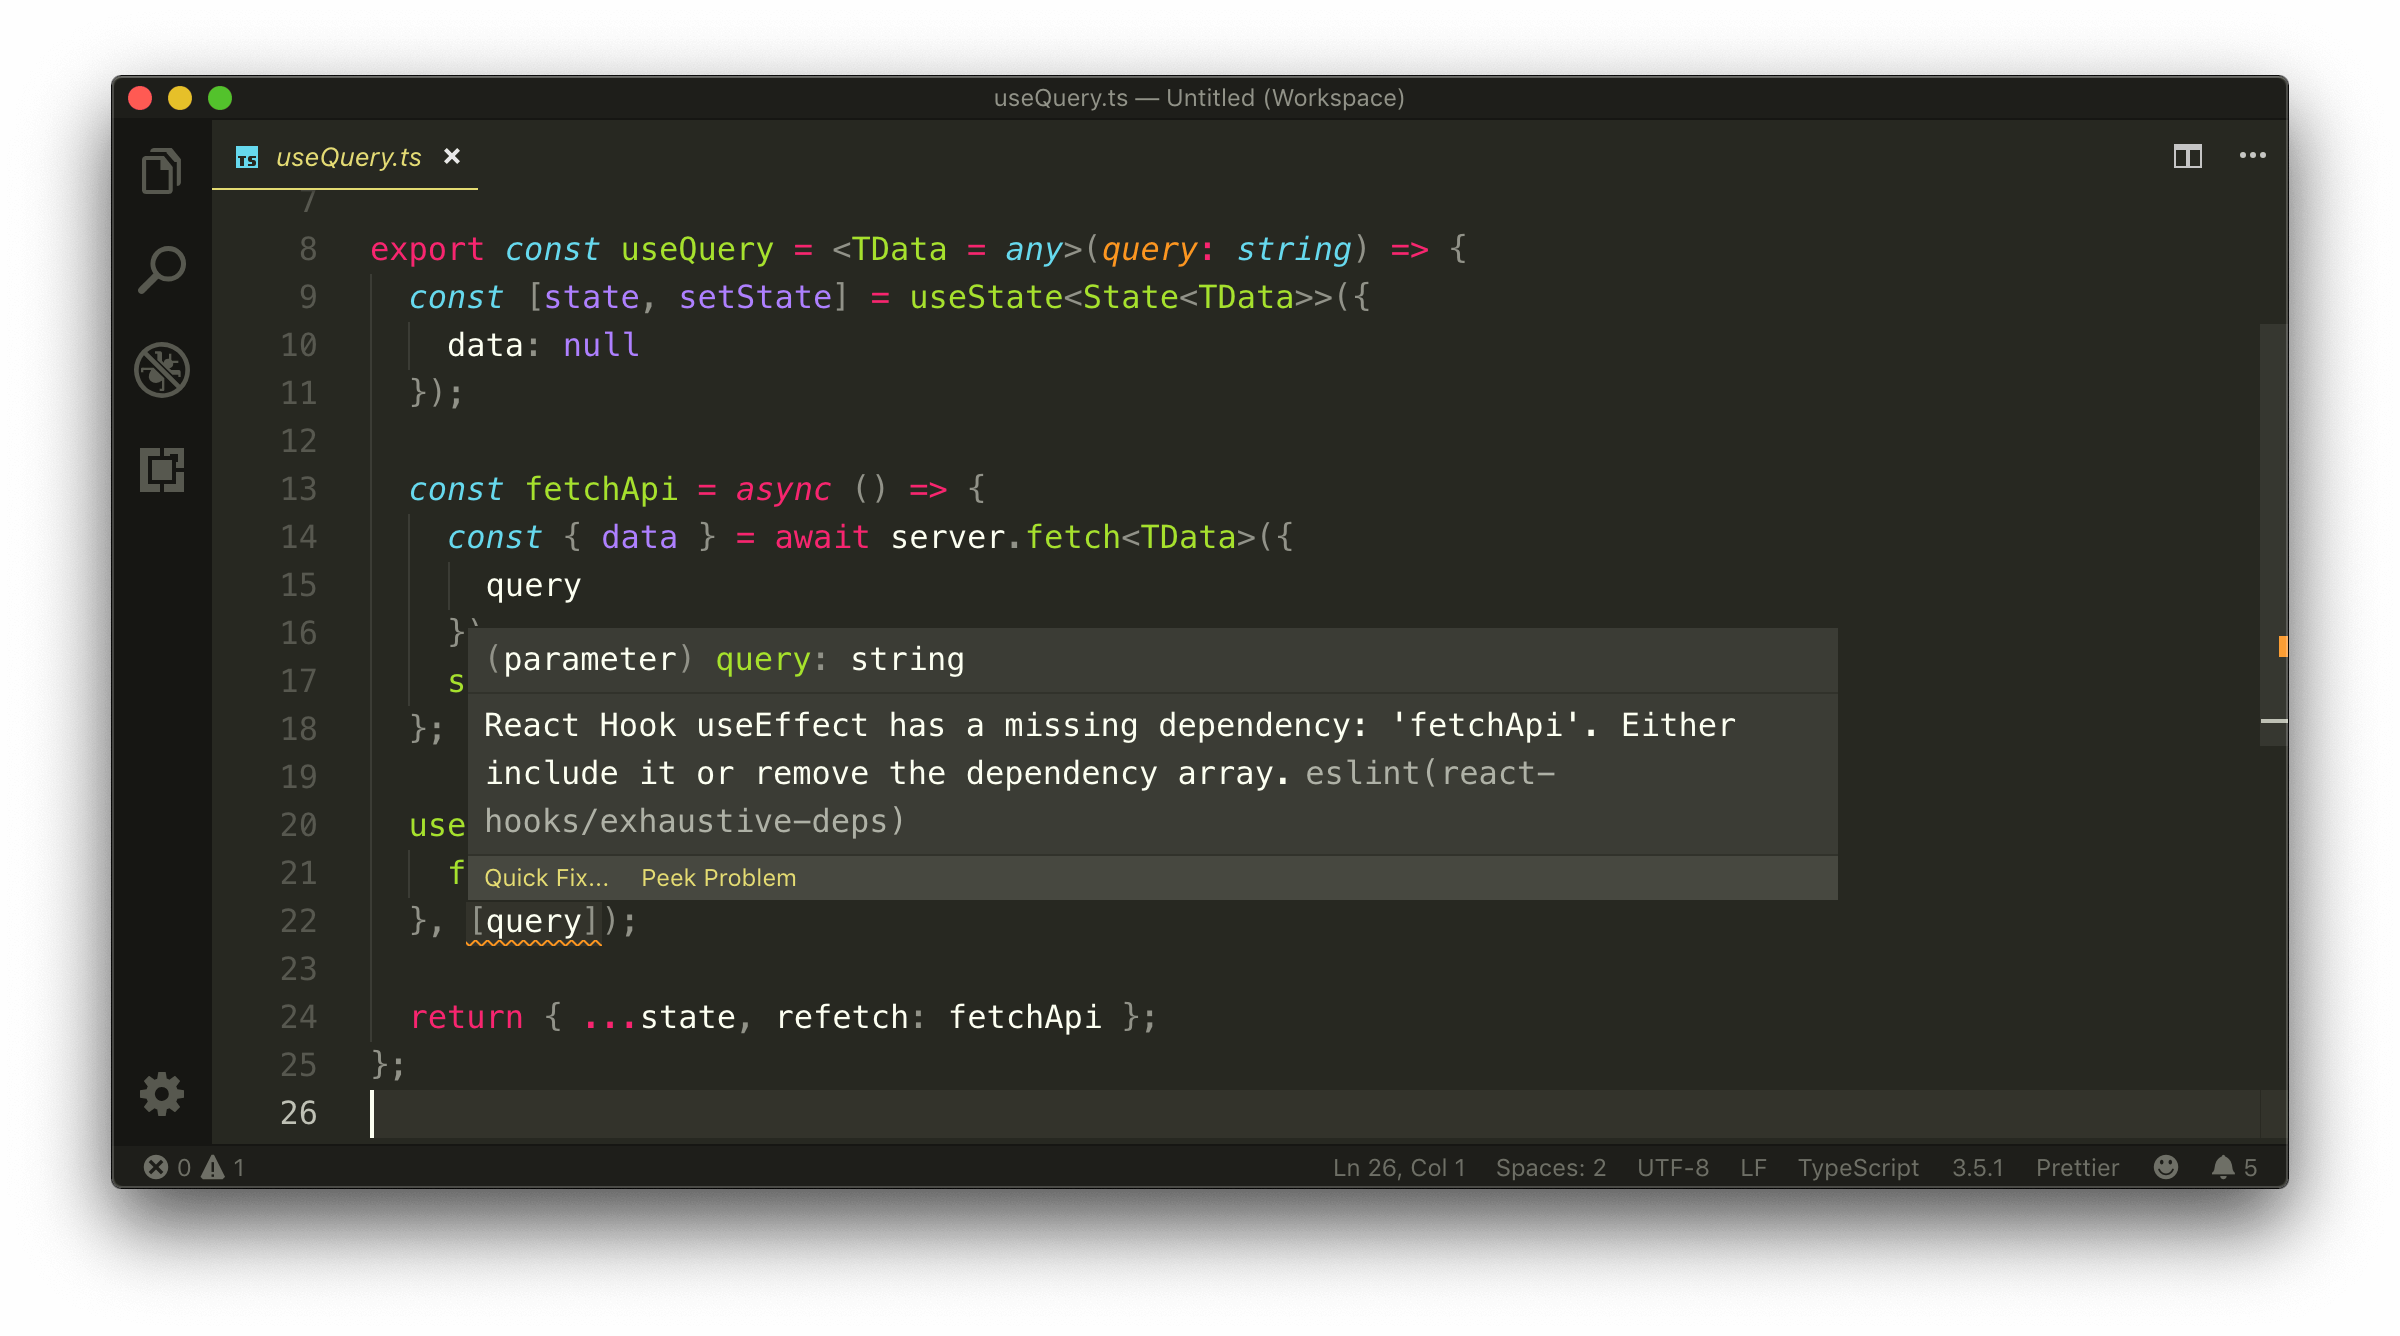 useQuery.ts — Untitled (Workspace)
TS useQuery.ts ×
7
8 export const useQuery = <TData = any>(query: string) => {
9 const [state, setState] = useState<State<TData>>({
10 data: null
11 });
12
13 const fetchApi = async () => {
14 const { data } = await server.fetch<TData>({
15 query
16 })
17 s
18 };
19
20 use
21 f
22 }, [query]);
23
24 return { ...state, refetch: fetchApi };
25 };
26
(parameter) query: string
React Hook useEffect has a missing dependency: 'fetchApi'. Either
include it or remove the dependency array. eslint(react-
hooks/exhaustive-deps)
Quick Fix... Peek Problem
0 1 Ln 26, Col 1 Spaces: 2 UTF-8 LF TypeScript 3.5.1 Prettier 5